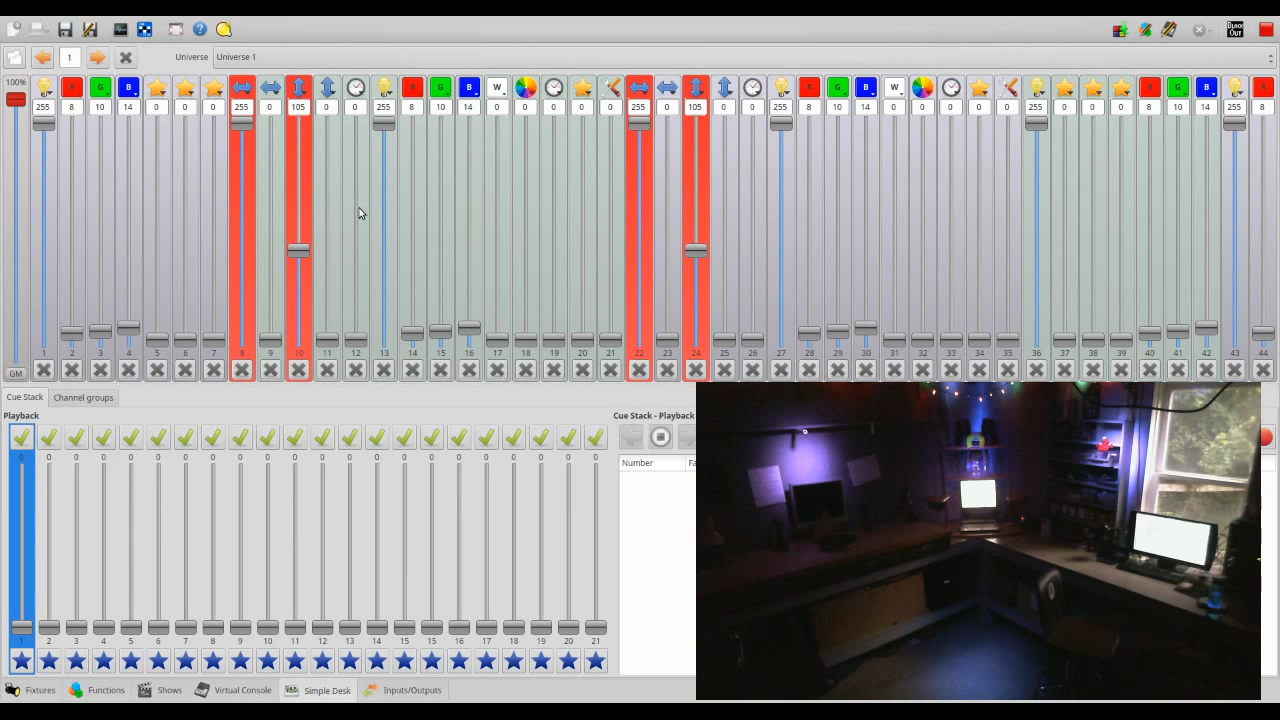 BLACK OUT
1 Universe Universe 1
100% R G B R G B W R G B W R G B R
255 8 10 14 0 0 0 255 0 105 0 0 255 8 10 14 0 0 0 0 0 255 0 105 0 0 255 8 10 14 0 0 0 0 0 255 0 0 0 8 10 14 255 8
1 2 3 4 5 6 7 8 9 10 11 12 13 14 15 16 17 18 19 20 21 22 23 24 25 26 27 28 29 30 31 32 33 34 35 36 37 38 39 40 41 42 43 44
GM
Cue Stack Channel groups
Playback Cue Stack - Playback
0 0 0 0 0 0 0 0 0 0 0 0 0 0 0 0 0 0 0 0 0 0
Number Fa
1 2 3 4 5 6 7 8 9 10 11 12 13 14 15 15 16 17 18 19 20 21
Fixtures Functions Shows Virtual Console Simple Desk Inputs/Outputs